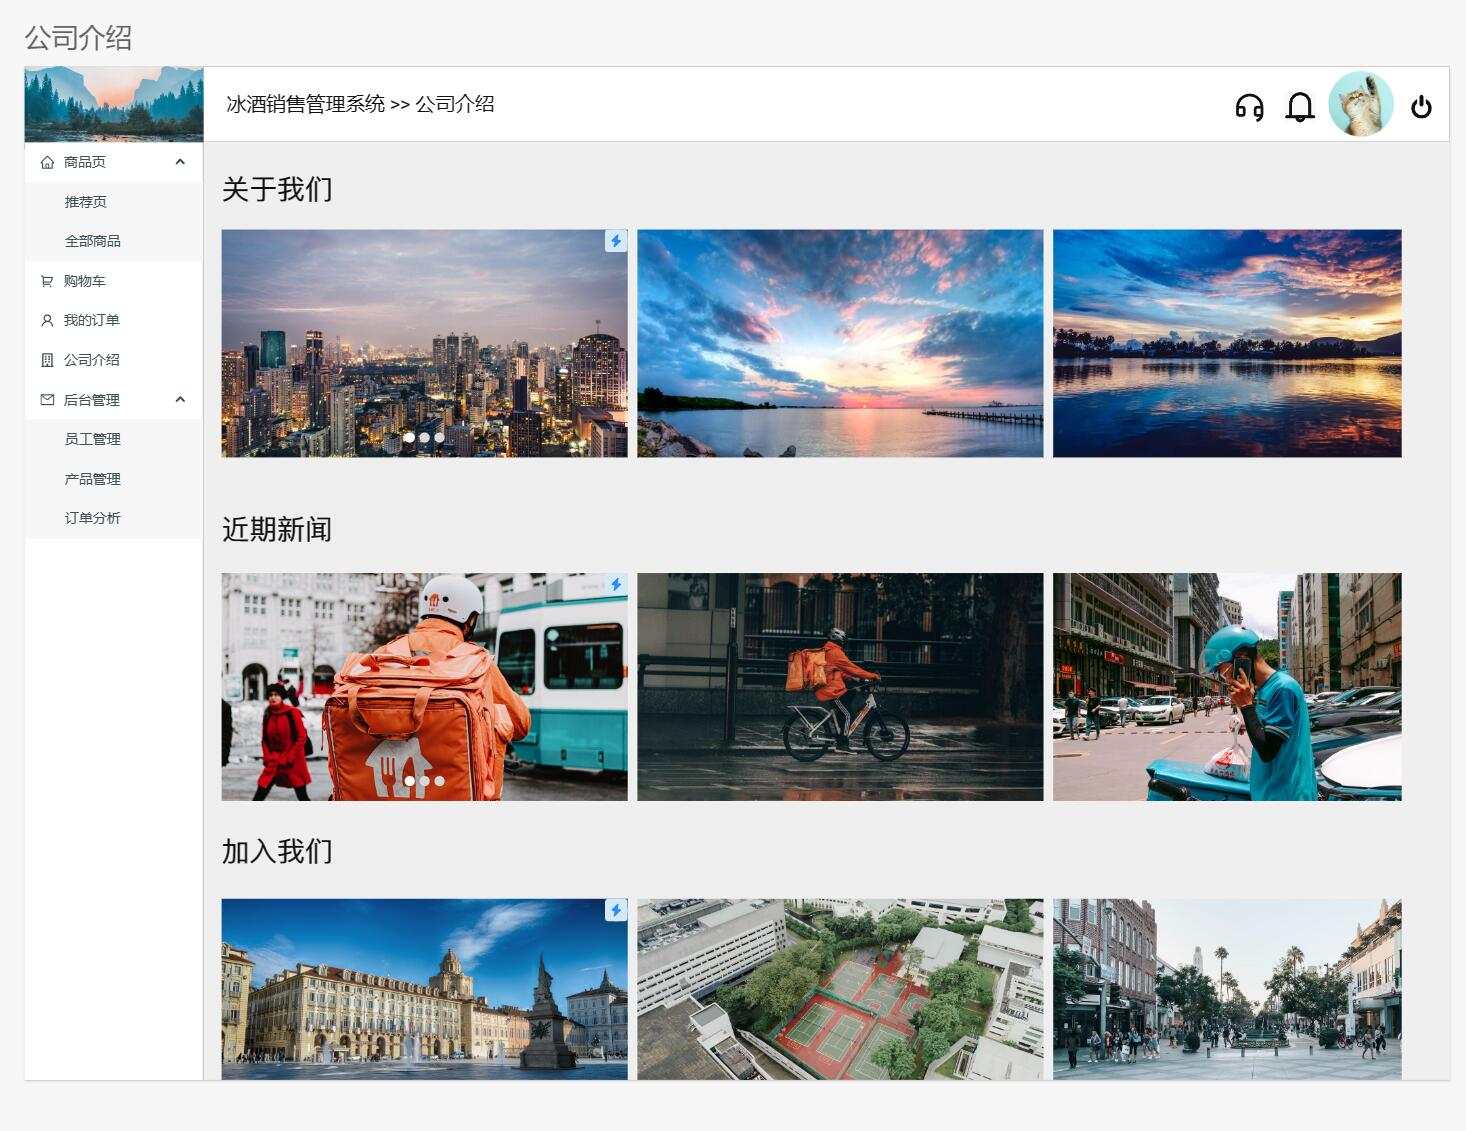 公司介绍
冰酒销售管理系统 >> 公司介绍
商品页
推荐页
全部商品
购物车
我的订单
公司介绍
后台管理
员工管理
产品管理
订单分析
关于我们
近期新闻
加入我们